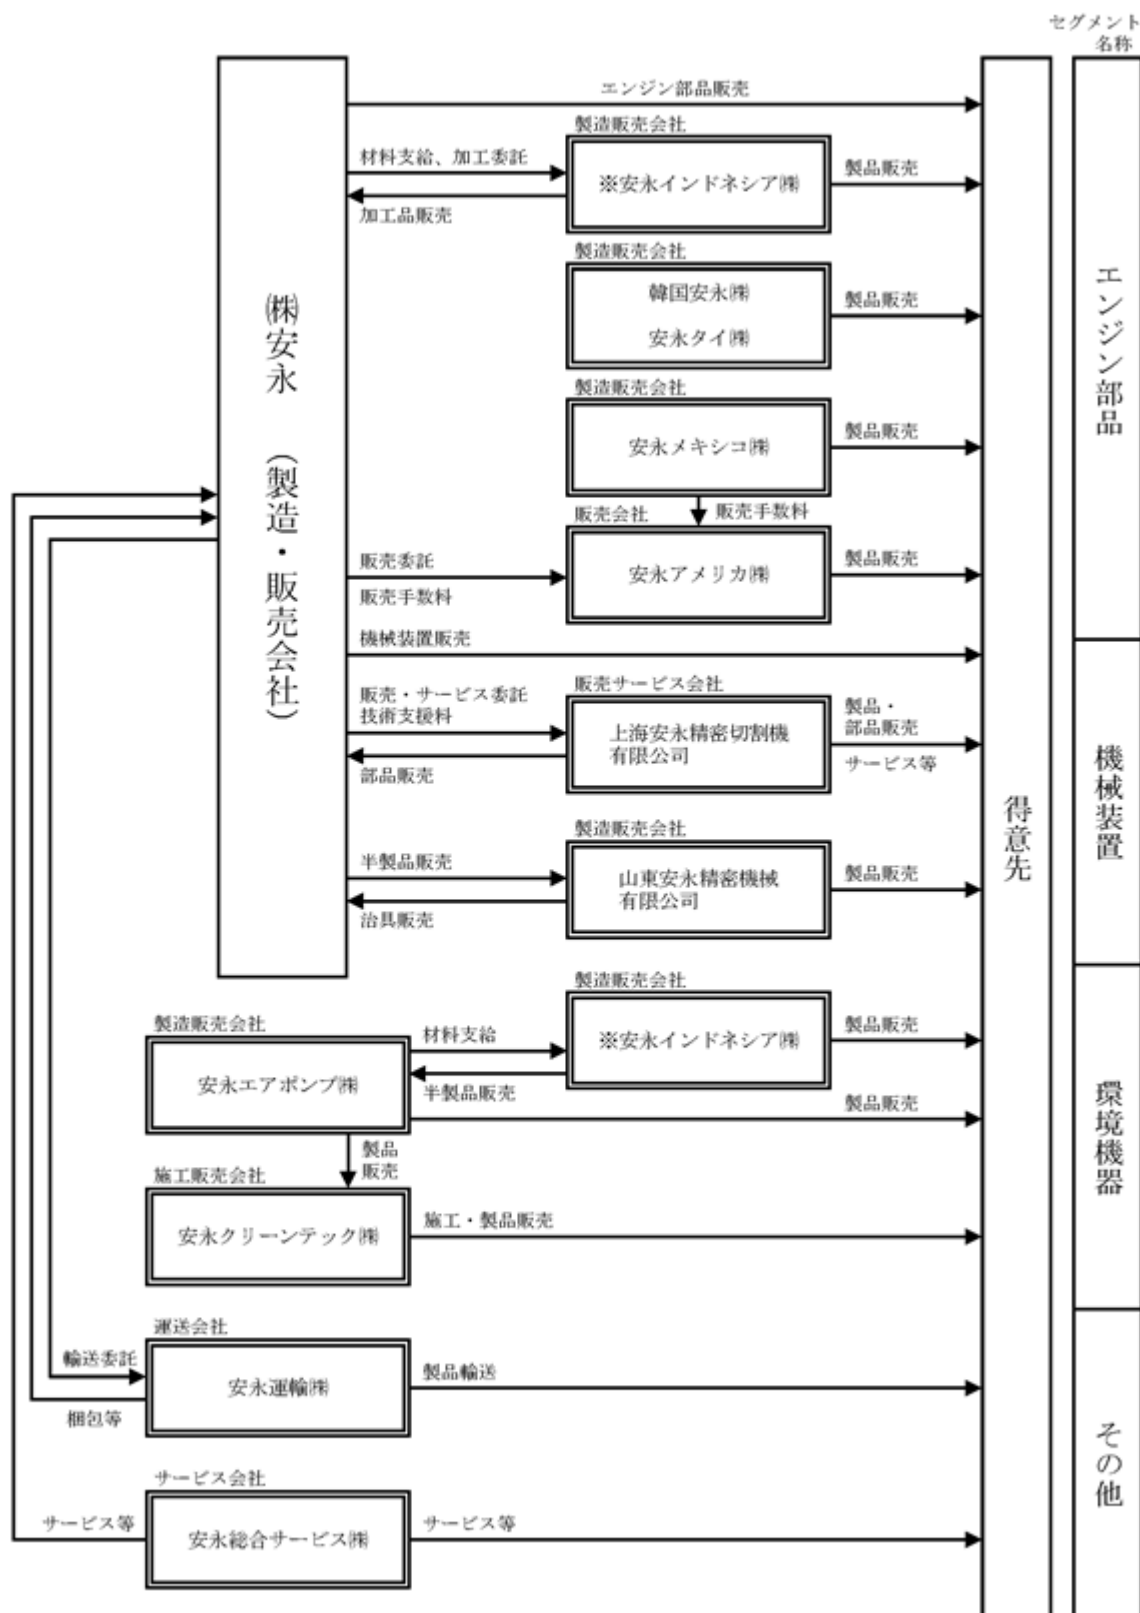 セグメント
名称
エンジン部品販売
製造販売会社
材料支給、加工委託
※安永インドネシア㈱
製品販売
加工品販売
製造販売会社
韓国安永㈱
安永タイ㈱
製品販売
製造販売会社
安永メキシコ㈱
製品販売
販売手数料
販売会社
販売委託
安永アメリカ㈱
製品販売
販売手数料
機械装置販売
販売サービス会社
販売・サービス委託
技術支援料
上海安永精密切割機
有限公司
製品・
部品販売
サービス等
部品販売
製造販売会社
半製品販売
山東安永精密機械
有限公司
製品販売
治具販売
㈱安永 (製造・販売会社)
得意先
エンジン部品
機械装置
環境機器
その他
製造販売会社
※安永インドネシア㈱
製品販売
製造販売会社
材料支給
安永エアポンプ㈱
半製品販売
製品販売
製品
販売
施工販売会社
安永クリーンテック㈱
施工・製品販売
運送会社
輸送委託
安永運輸㈱
製品輸送
梱包等
サービス会社
サービス等
安永総合サービス㈱
サービス等